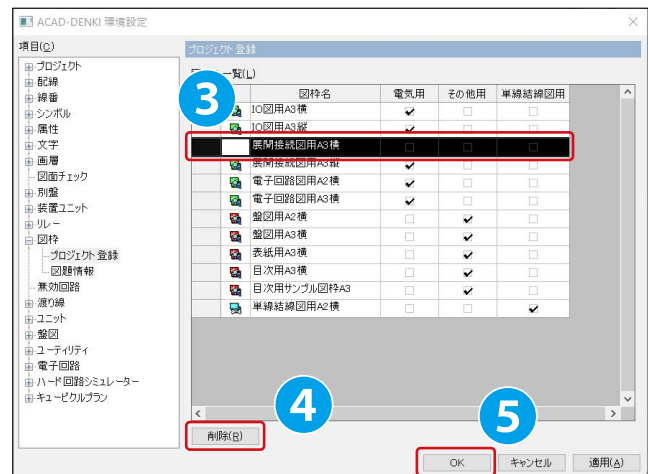 ACAD-DENKI 環境設定
項目(C)
プロジェクト
配線
線番
シンボル
属性
文字
画層
図面チェック
別盤
装置ユニット
リレー
図枠
プロジェクト登録
図題情報
無効回路
渡り線
ユニット
盤図
ユーティリティ
電子回路
ハード回路シミュレーター
キュービクルプラン
プロジェクト登録
一覧(L)
3
図枠名 電気用 その他用 単線結線図用
IO図用A3横
IO図用A3縦
展開接続図用A3横
展開接続図用A3縦
電子回路図用A2横
電子回路図用A3横
盤図用A2横
盤図用A3横
表紙用A3横
目次用A3横
目次用サンプル図枠A3
単線結線図用A2横
4
5
削除(R)
OK キャンセル 適用(A)